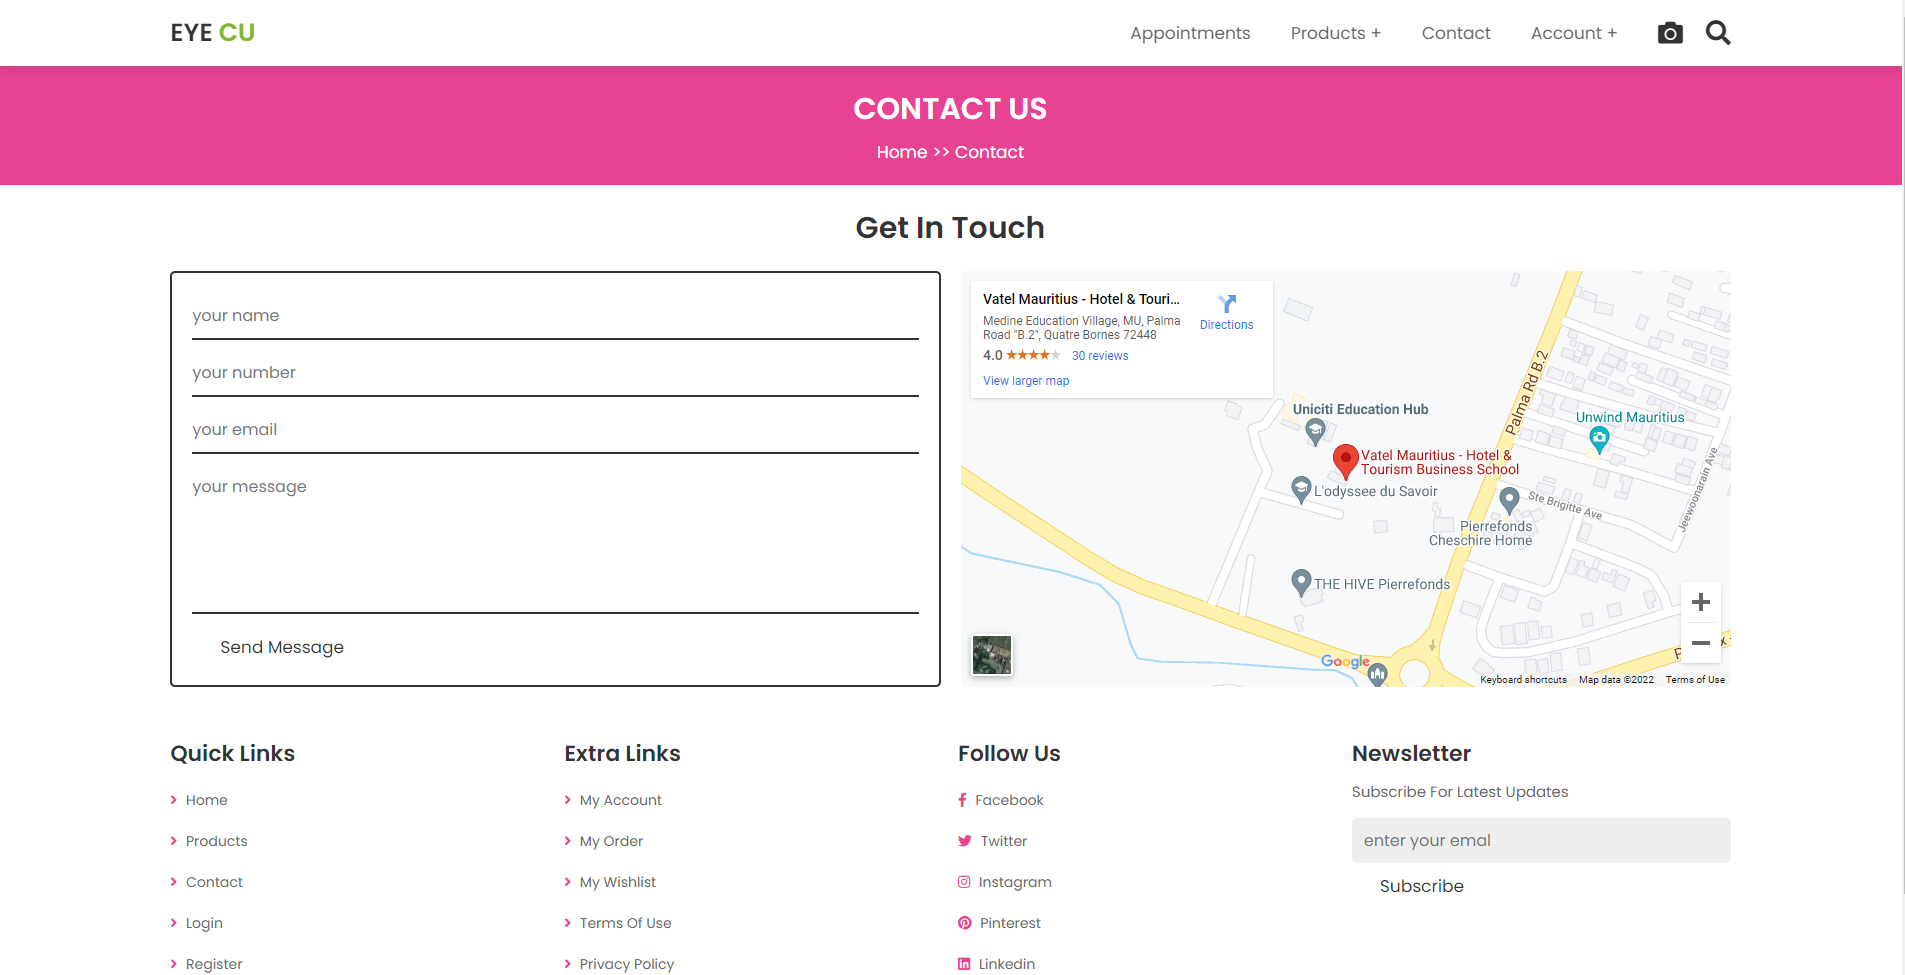 EYE CU
Appointments
Products +
Contact
Account +
CONTACT US
Home >> Contact
Get In Touch
your name
your number
your email
your message
Send Message
Vatel Mauritius - Hotel & Touri...
Medine Education Village, MU, Palma
Road "B.2", Quatre Bornes 72448
4.0
30 reviews
View larger map
Directions
Uniciti Education Hub
Palma Rd B.2
Unwind Mauritius
Vatel Mauritius - Hotel &
Tourism Business School
L'odyssee du Savoir
Ste Brigitte Ave
Jeewoonarain Ave
Pierrefonds
Cheschire Home
THE HIVE Pierrefonds
Google
Keyboard shortcuts
Map data ©2022
Terms of Use
Quick Links
Home
Products
Contact
Login
Register
Extra Links
My Account
My Order
My Wishlist
Terms Of Use
Privacy Policy
Follow Us
Facebook
Twitter
Instagram
Pinterest
Linkedin
Newsletter
Subscribe For Latest Updates
enter your emal
Subscribe